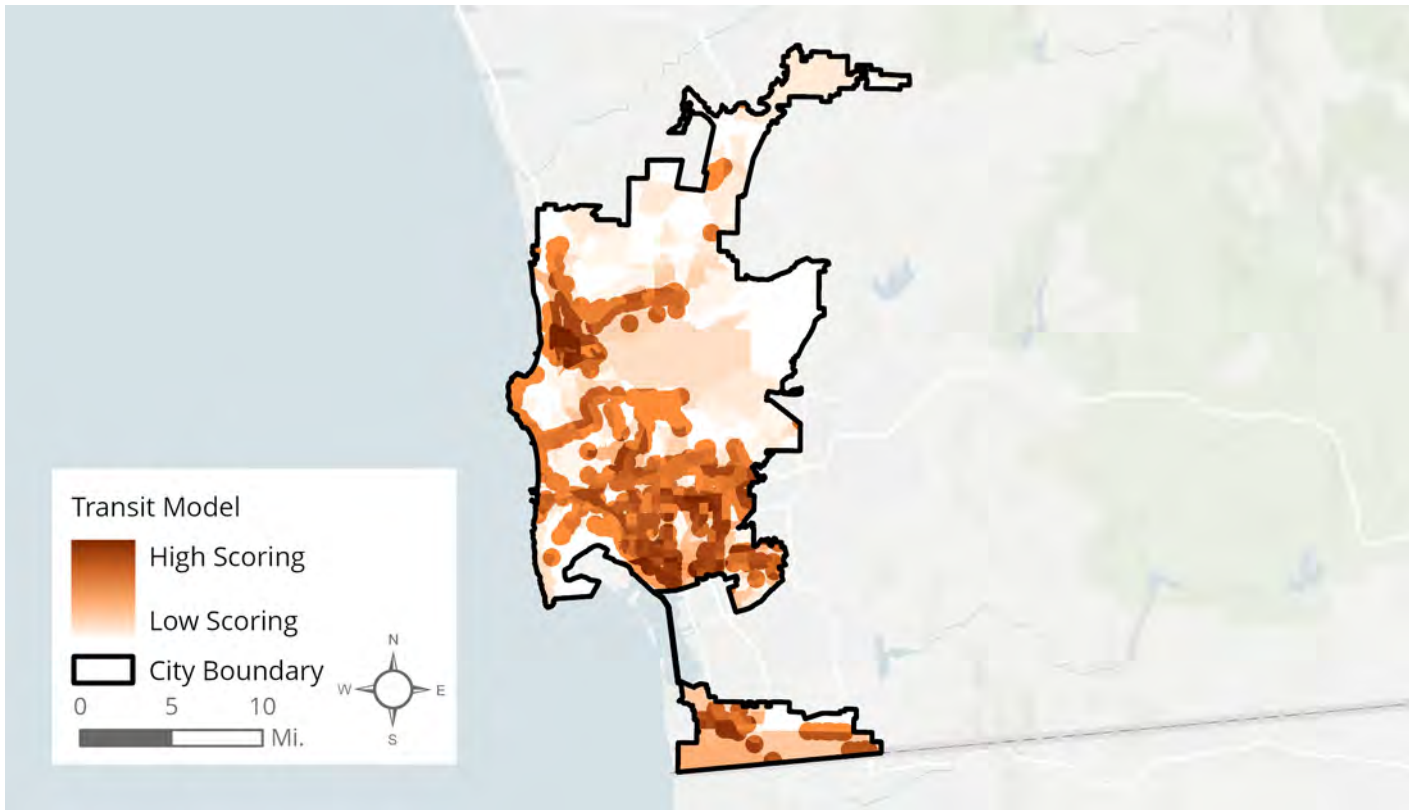 Transit Model
High Scoring
Low Scoring
City Boundary
N
W E
S
0 5 10
Mi.